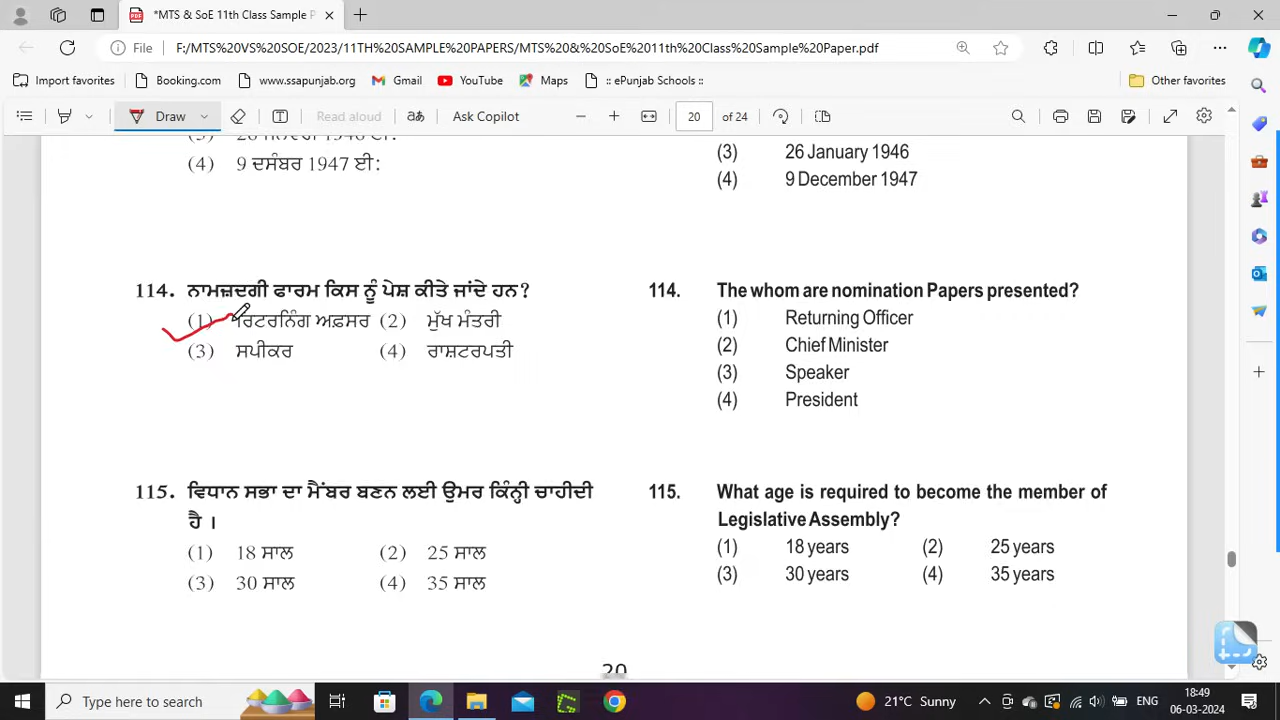 *MTS & SoE 11th Class Sample P
File
F:/MTS%20VS%20SOE/2023/11TH%20SAMPLE%20PAPERS/MTS%20&%20SoE%2011th%20Class%20Sample%20Paper.pdf
Import favorites
Booking.com
www.ssapunjab.org
Gmail
YouTube
Maps
:: ePunjab Schools ::
Other favorites
Draw
Read aloud
Ask Copilot
20
of 24
(4) 9 ਦਸੰਬਰ 1947 ਈ:
(3) 26 January 1946
(4) 9 December 1947
114. ਨਾਮਜ਼ਦਗੀ ਫਾਰਮ ਕਿਸ ਨੂੰ ਪੇਸ਼ ਕੀਤੇ ਜਾਂਦੇ ਹਨ?
(1) ਰਿਟਰਨਿੰਗ ਅਫ਼ਸਰ (2) ਮੁੱਖ ਮੰਤਰੀ
(3) ਸਪੀਕਰ (4) ਰਾਸ਼ਟਰਪਤੀ
114. The whom are nomination Papers presented?
(1) Returning Officer
(2) Chief Minister
(3) Speaker
(4) President
115. ਵਿਧਾਨ ਸਭਾ ਦਾ ਮੈਂਬਰ ਬਣਨ ਲਈ ਉਮਰ ਕਿੰਨ੍ਹੀ ਚਾਹੀਦੀ
ਹੈ ।
(1) 18 ਸਾਲ (2) 25 ਸਾਲ
(3) 30 ਸਾਲ (4) 35 ਸਾਲ
115. What age is required to become the member of
Legislative Assembly?
(1) 18 years (2) 25 years
(3) 30 years (4) 35 years
20
Type here to search
21°C Sunny
ENG
18:49
06-03-2024